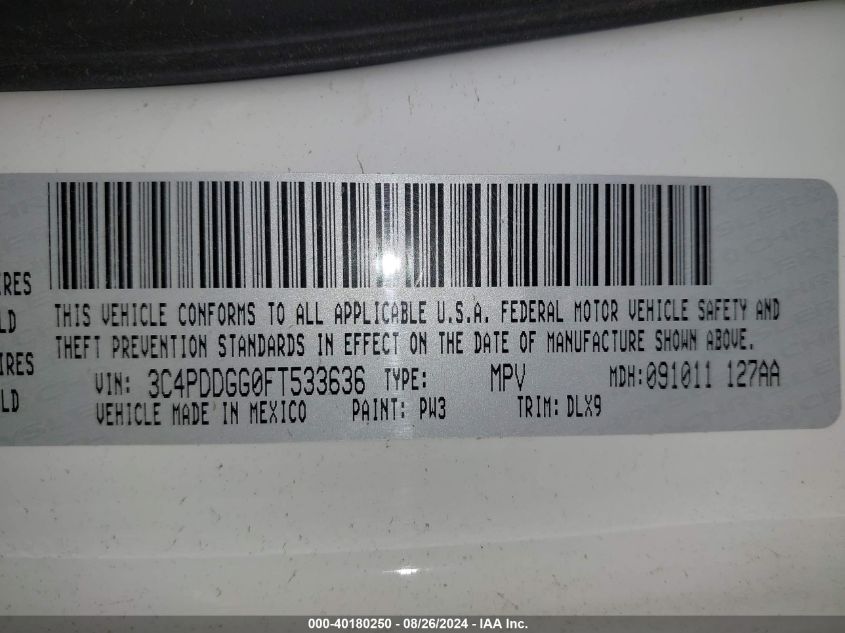 IRES
LD
IRES
LD
THIS VEHICLE CONFORMS TO ALL APPLICABLE U.S.A. FEDERAL MOTOR VEHICLE SAFETY AND
THEFT PREVENTION STANDARDS IN EFFECT ON THE DATE OF MANUFACTURE SHOWN ABOVE.
VIN: 3C4PDDGG0FT533636 TYPE: MPV MDH:091011 127AA
VEHICLE MADE IN MEXICO PAINT: PW3 TRIM: DLX9
000-40180250 - 08/26/2024 - IAA Inc.